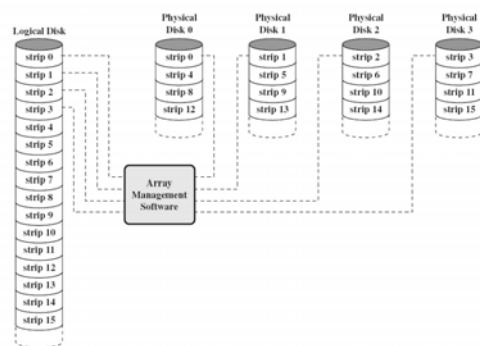 Logical Disk
strip 0
strip 1
strip 2
strip 3
strip 4
strip 5
strip 6
strip 7
strip 8
strip 9
strip 10
strip 11
strip 12
strip 13
strip 14
strip 15
Physical
Disk 0
strip 0
strip 4
strip 8
strip 12
Physical
Disk 1
strip 1
strip 5
strip 9
strip 13
Physical
Disk 2
strip 2
strip 6
strip 10
strip 14
Physical
Disk 3
strip 3
strip 7
strip 11
strip 15
Array
Management
Software